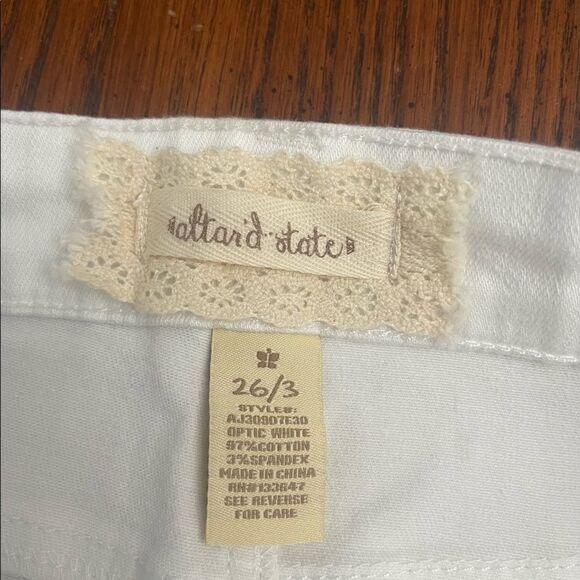 altar'd state
26/3
STYLE#:
AJ30907E30
OPTIC WHITE
97%COTTON
3%SPANDEX
MADE IN CHINA
RN#133647
SEE REVERSE
FOR CARE